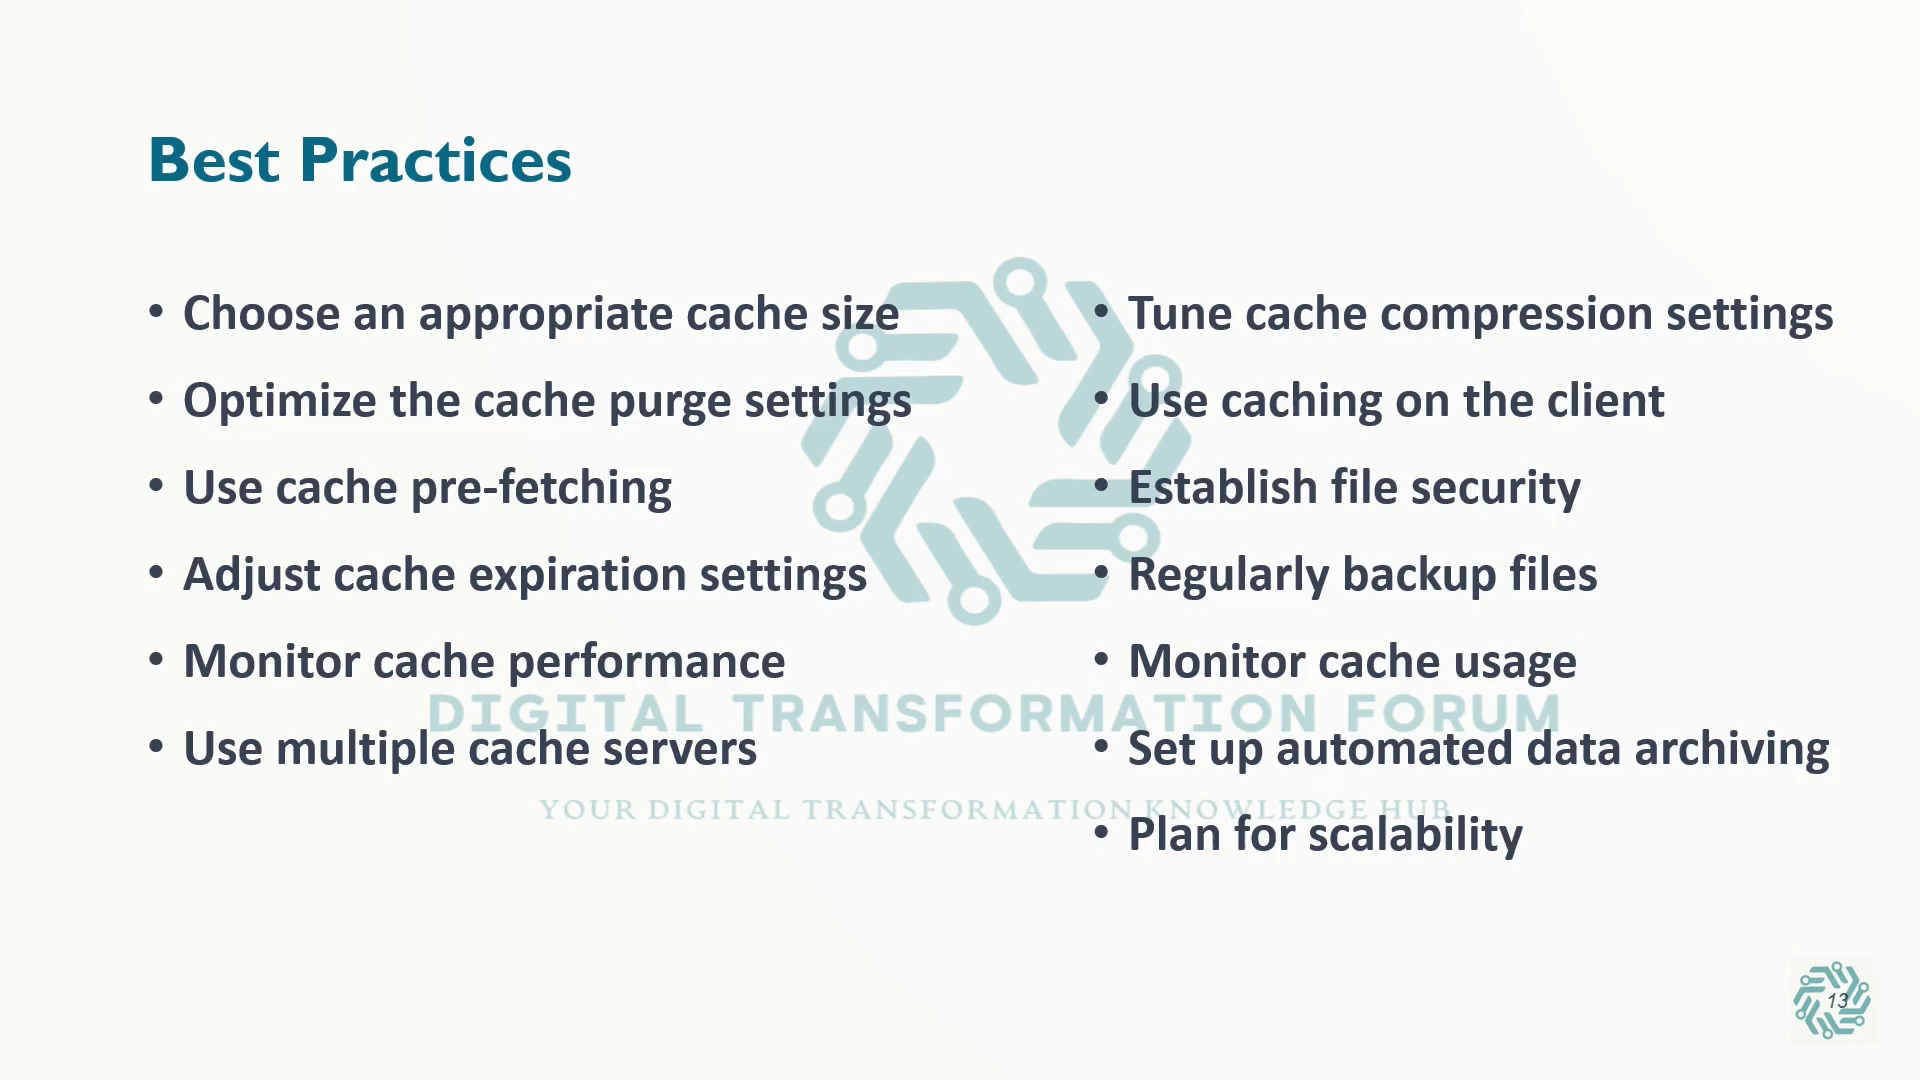 Best Practices
• Choose an appropriate cache size
• Optimize the cache purge settings
• Use cache pre-fetching
• Adjust cache expiration settings
• Monitor cache performance
• Use multiple cache servers
• Tune cache compression settings
• Use caching on the client
• Establish file security
• Regularly backup files
• Monitor cache usage
• Set up automated data archiving
• Plan for scalability
DIGITAL TRANSFORMATION FORUM
YOUR DIGITAL TRANSFORMATION KNOWLEDGE HUB
13